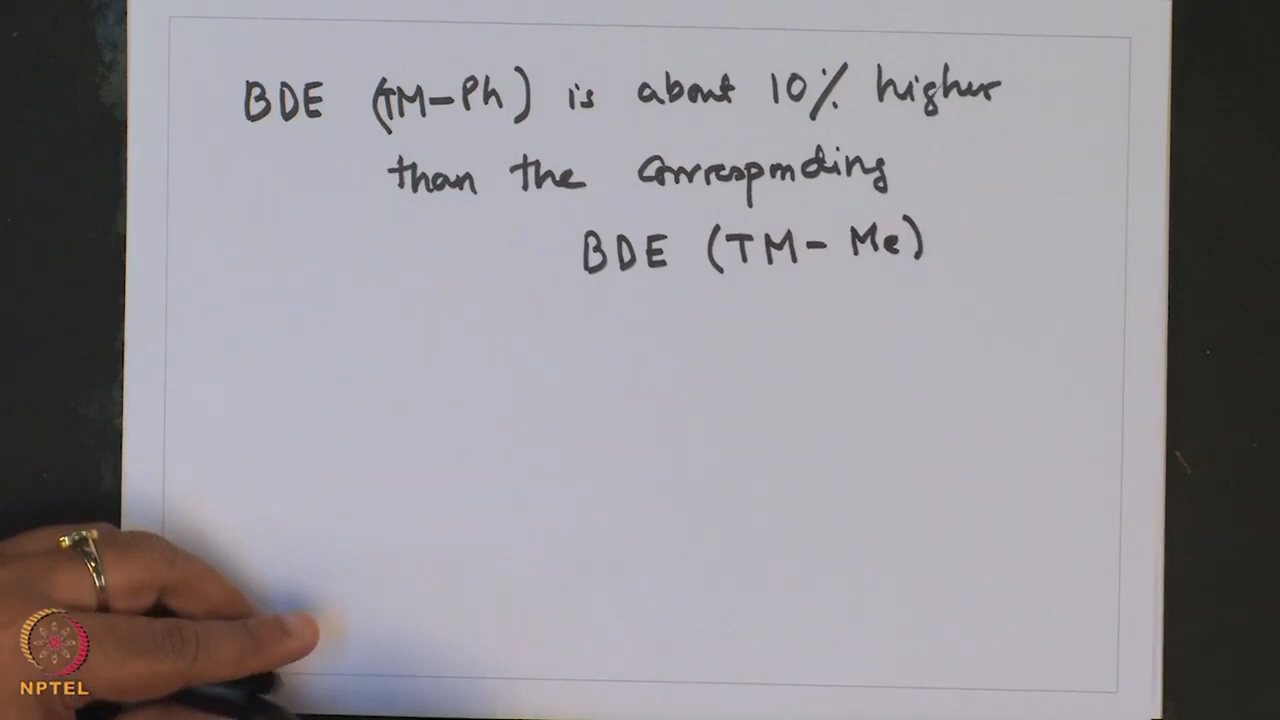 BDE (TM-Ph) is about 10% higher
than the corresponding
BDE (TM- Me)
NPTEL